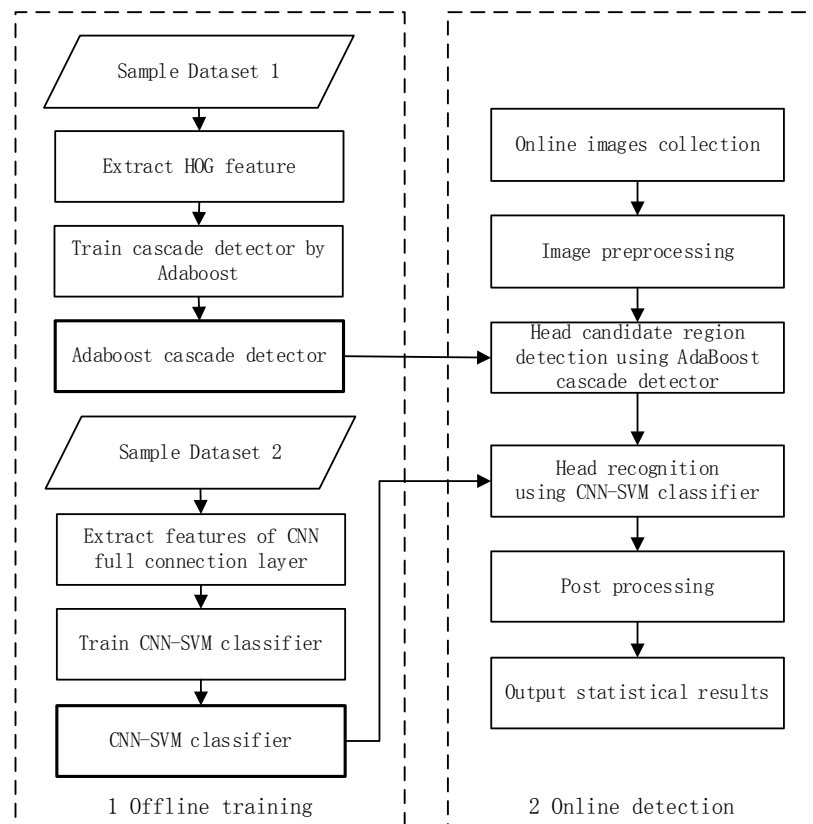 Sample Dataset 1
Extract HOG feature
Train cascade detector by
Adaboost
Adaboost cascade detector
Sample Dataset 2
Extract features of CNN
full connection layer
Train CNN-SVM classifier
CNN-SVM classifier
1 Offline training
Online images collection
Image preprocessing
Head candidate region
detection using AdaBoost
cascade detector
Head recognition
using CNN-SVM classifier
Post processing
Output statistical results
2 Online detection